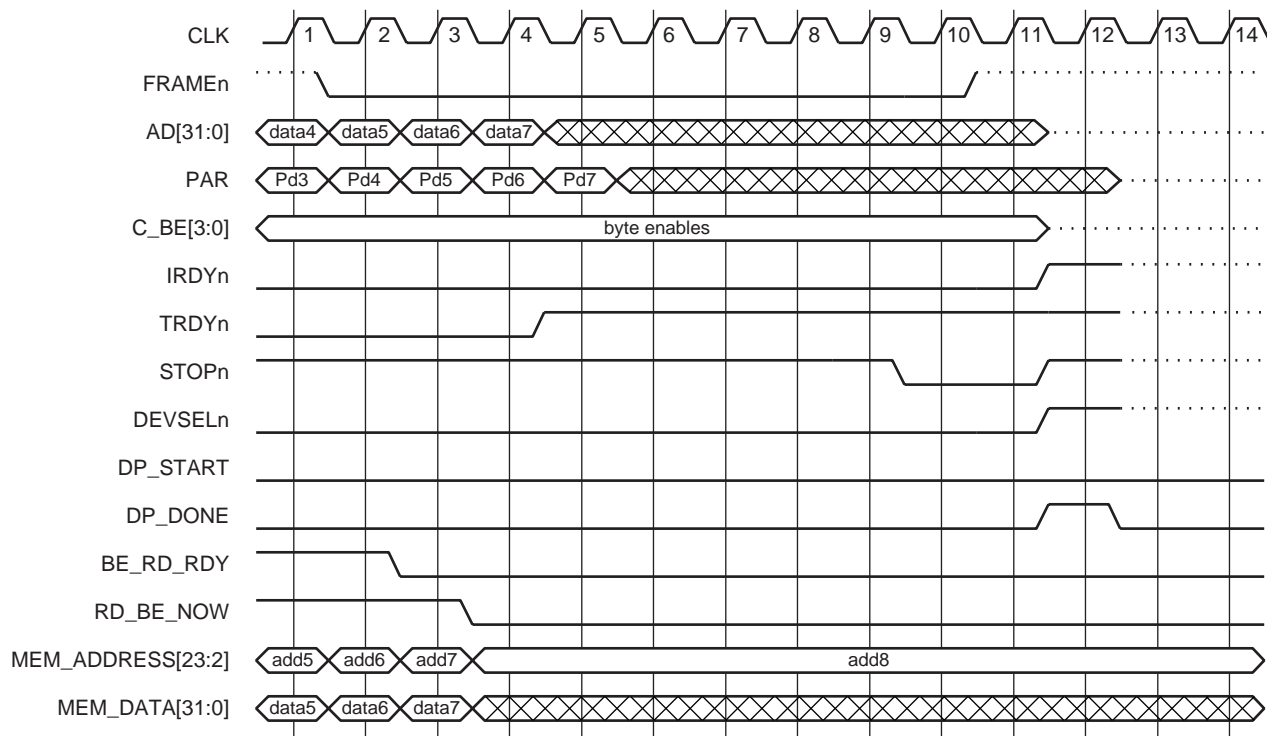 CLK 1 2 3 4 5 6 7 8 9 10 11 12 13 14
FRAMEn
AD[31:0] data4 data5 data6 data7
PAR Pd3 Pd4 Pd5 Pd6 Pd7
C_BE[3:0] byte enables
IRDYn
TRDYn
STOPn
DEVSELn
DP_START
DP_DONE
BE_RD_RDY
RD_BE_NOW
MEM_ADDRESS[23:2] add5 add6 add7 add8
MEM_DATA[31:0] data5 data6 data7